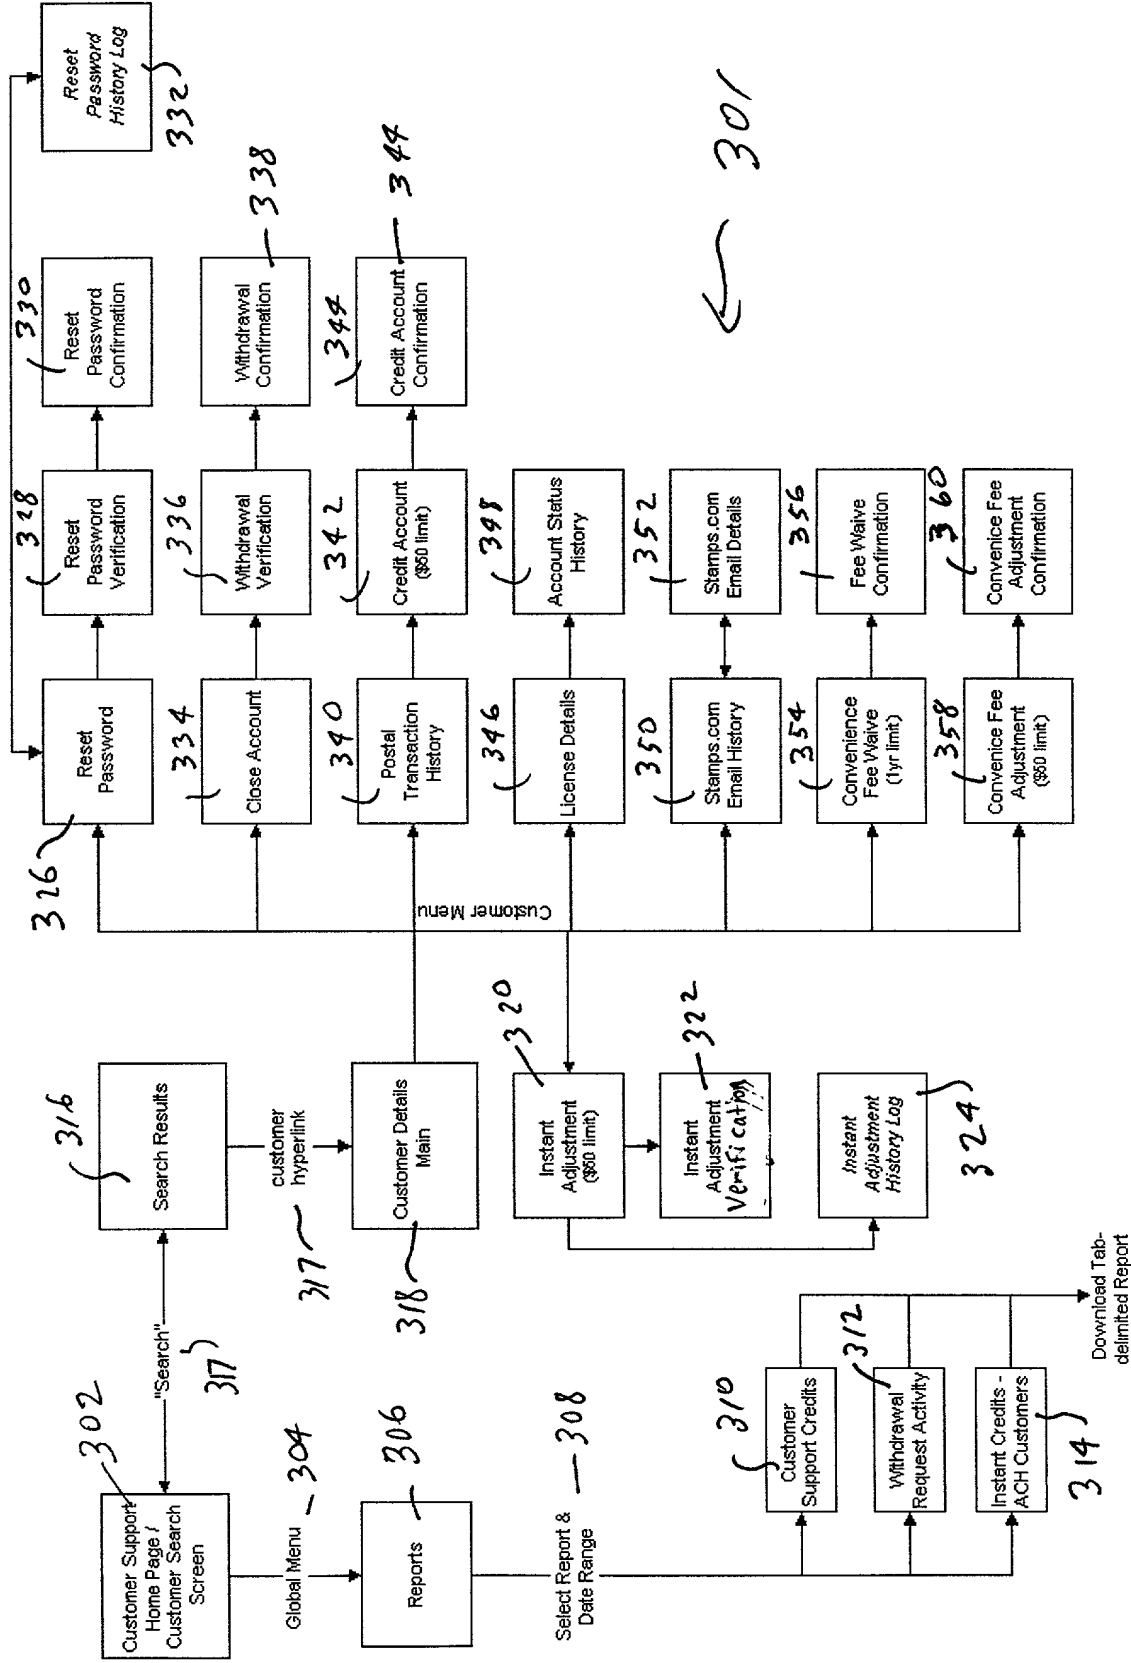 Customer Support
Home Page /
Customer Search
Screen
302
"Search"
317
Search Results
316
Global Menu
304
Reports
306
Select Report &
Date Range
308
Customer
Support Credits
310
Withdrawal
Request Activity
312
Instant Credits -
ACH Customers
314
Download Tab-
delimited Report
customer
hyperlink
317
Customer Details
Main
318
Customer Menu
Instant
Adjustment
($50 limit)
320
Instant
Adjustment
Verification
322
Instant
Adjustment
History Log
324
Reset
Password
326
Reset
Password
Verification
328
Reset
Password
Confirmation
330
Reset
Password
History Log
332
Close Account
334
Withdrawal
Verification
336
Withdrawal
Confirmation
338
Postal
Transaction
History
340
Credit Account
($50 limit)
342
Credit Account
Confirmation
344
344
License Details
346
Account Status
History
348
Stamps.com
Email History
350
Stamps.com
Email Details
352
Convenience
Fee Waive
(1yr limit)
354
Fee Waive
Confirmation
356
Convenice Fee
Adjustment
($50 limit)
358
Convenice Fee
Adjustment
Confirmation
360
301